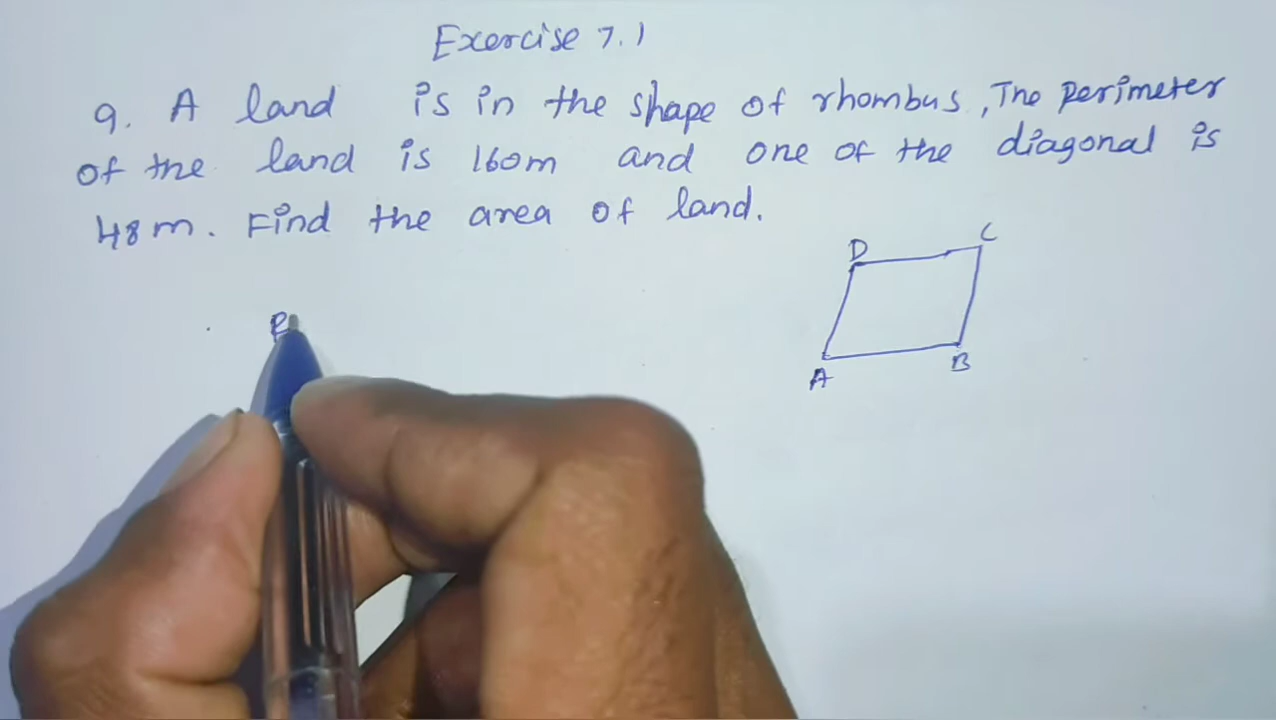 Exercise 7.1
9. A land is in the shape of rhombus, The perimeter
of the land is 160m and one of the diagonal is
48m. Find the area of land.
D C
A B